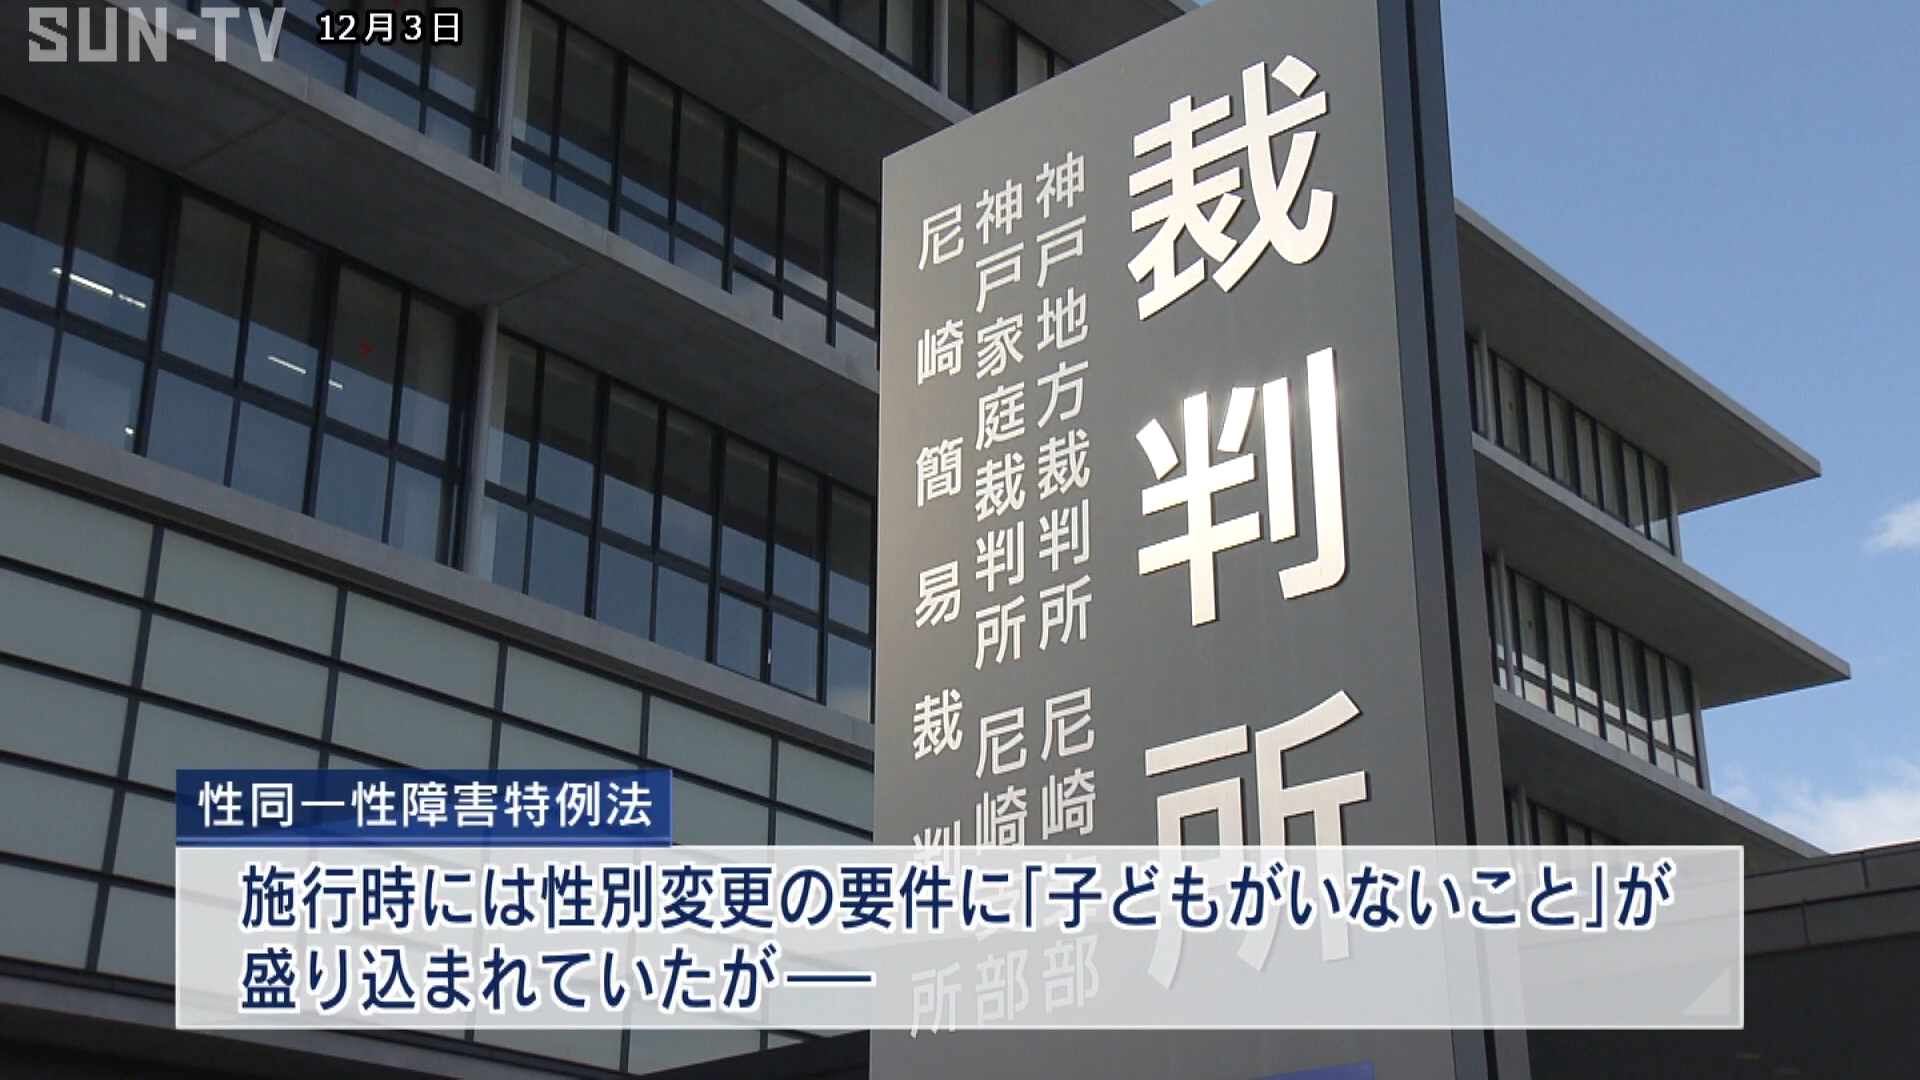 SUN-TV
12月3日
裁判所
神戸地方裁判所 尼崎支部
神戸家庭裁判所 尼崎支部
尼崎簡易裁判所
性同一性障害特例法
施行時には性別変更の要件に「子どもがいないこと」が
盛り込まれていたが──